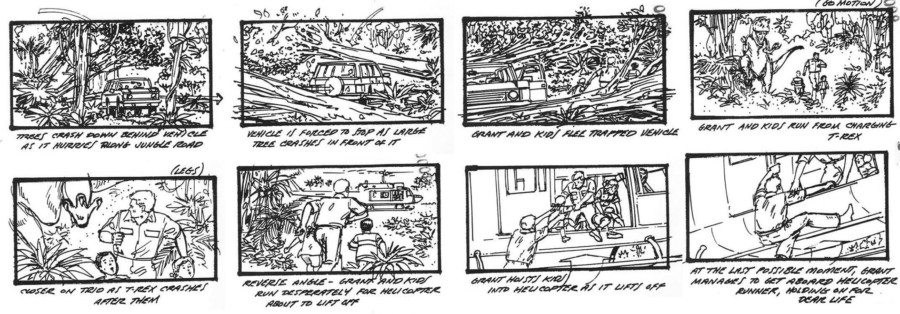 (GO MOTION)
TREES CRASH DOWN BEHIND VEHICLE
AS IT HURRIES ALONG JUNGLE ROAD
VEHICLE IS FORCED TO STOP AS LARGE
TREE CRASHES IN FRONT OF IT
GRANT AND KIDS FLEE TRAPPED VEHICLE
GRANT AND KIDS RUN FROM CHARGING
T-REX
(LEGS)
CLOSER ON TRIO AS T-REX CRASHES
AFTER THEM
REVERSE ANGLE - GRANT AND KIDS
RUN DESPERATELY FOR HELICOPTER
ABOUT TO LIFT OFF
GRANT HOISTS KIDS
INTO HELICOPTER AS IT LIFTS OFF
AT THE LAST POSSIBLE MOMENT, GRANT
MANAGES TO GET ABOARD HELICOPTER
RUNNER, HOLDING ON FOR
DEAR LIFE